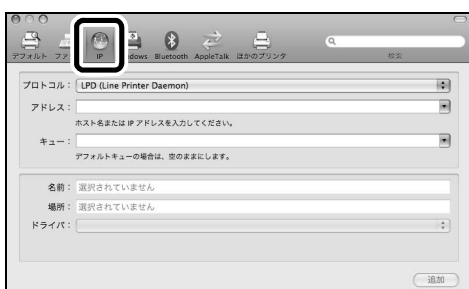 デフォルト ファ IP dows Bluetooth AppleTalk ほかのプリンタ 検索
プロトコル： LPD (Line Printer Daemon)
アドレス：
ホスト名または IP アドレスを入力してください。
キュー：
デフォルトキューの場合は、空のままにします。
名前： 選択されていません
場所： 選択されていません
ドライバ：
追加